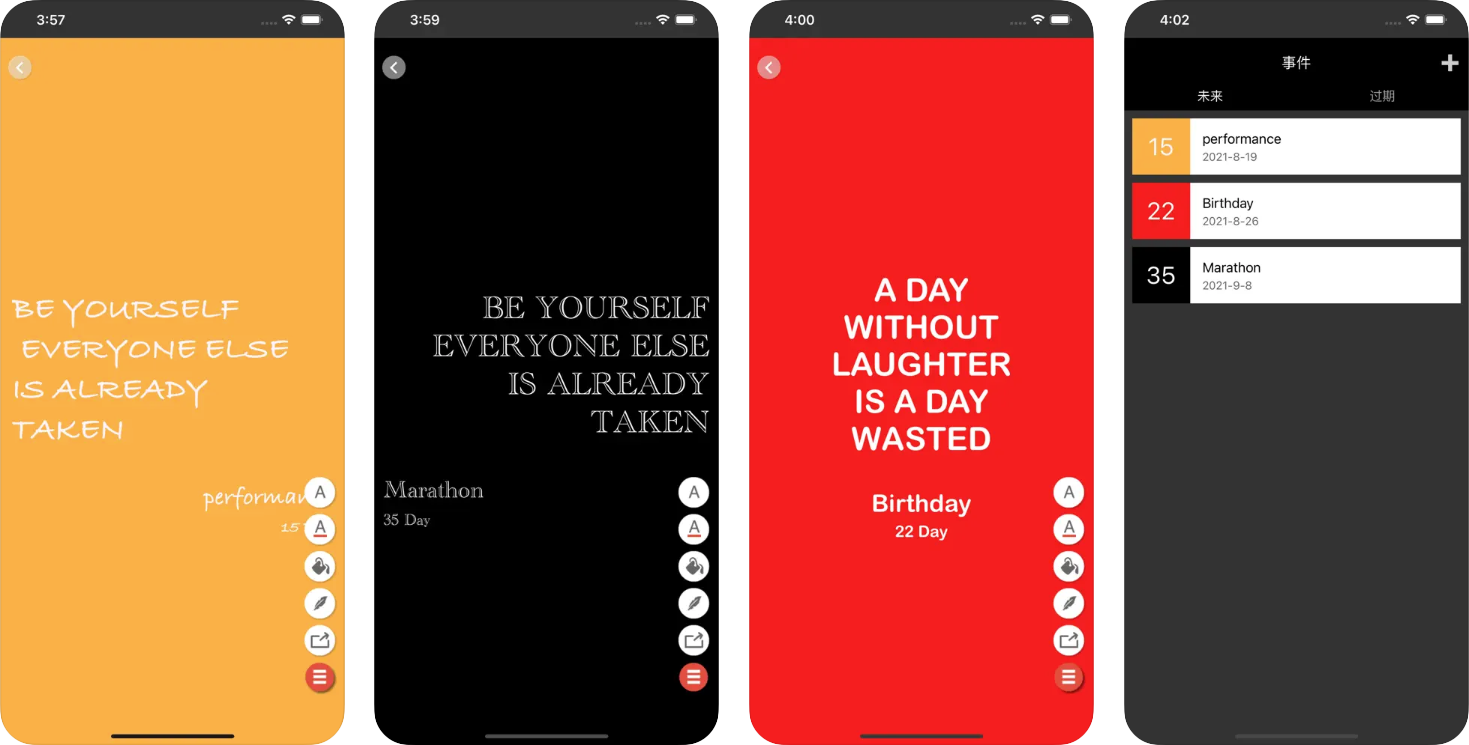 3:57
BE YOURSELF
EVERYONE ELSE
IS ALREADY
TAKEN
performan
15
A
A
3:59
BE YOURSELF
EVERYONE ELSE
IS ALREADY
TAKEN
Marathon
35 Day
A
A
4:00
A DAY
WITHOUT
LAUGHTER
IS A DAY
WASTED
Birthday
22 Day
A
A
4:02
事件
未来 过期
15
performance
2021-8-19
22
Birthday
2021-8-26
35
Marathon
2021-9-8